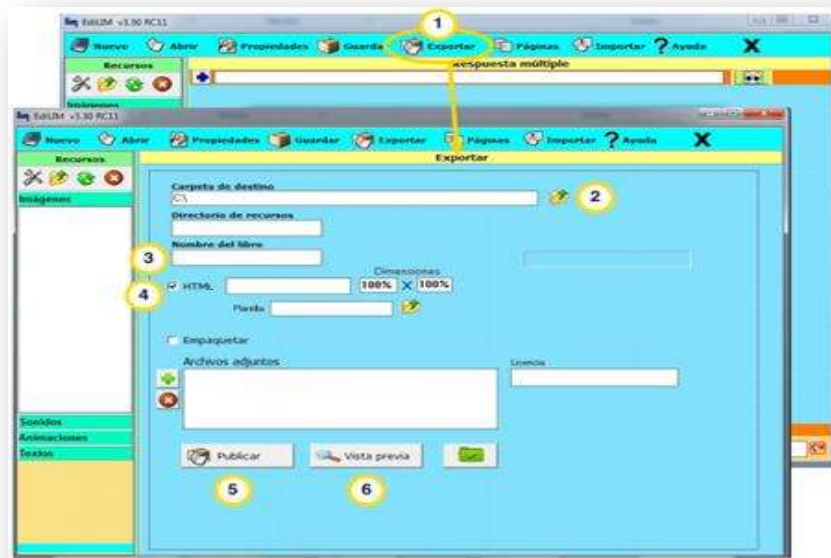 EdiLIM v3.30 RC11
1
Nuevo Abrir Propiedades Guarda Exportar Páginas Importar ? Ayuda X
Recursos
Respuesta múltiple
Imágenes
EdiLIM v3.30 RC11
Nuevo Abrir Propiedades Guardar Exportar Páginas Importar ? Ayuda X
Recursos
Exportar
Imágenes
Carpeta de destino
C:\
2
Directorio de recursos
Nombre del libro
3
Dimensiones
4
HTML 100% X 100%
Plantilla
Empaquetar
Archivos adjuntos
Licencia
Sonidos
Animaciones
Textos
Publicar
Vista previa
5
6